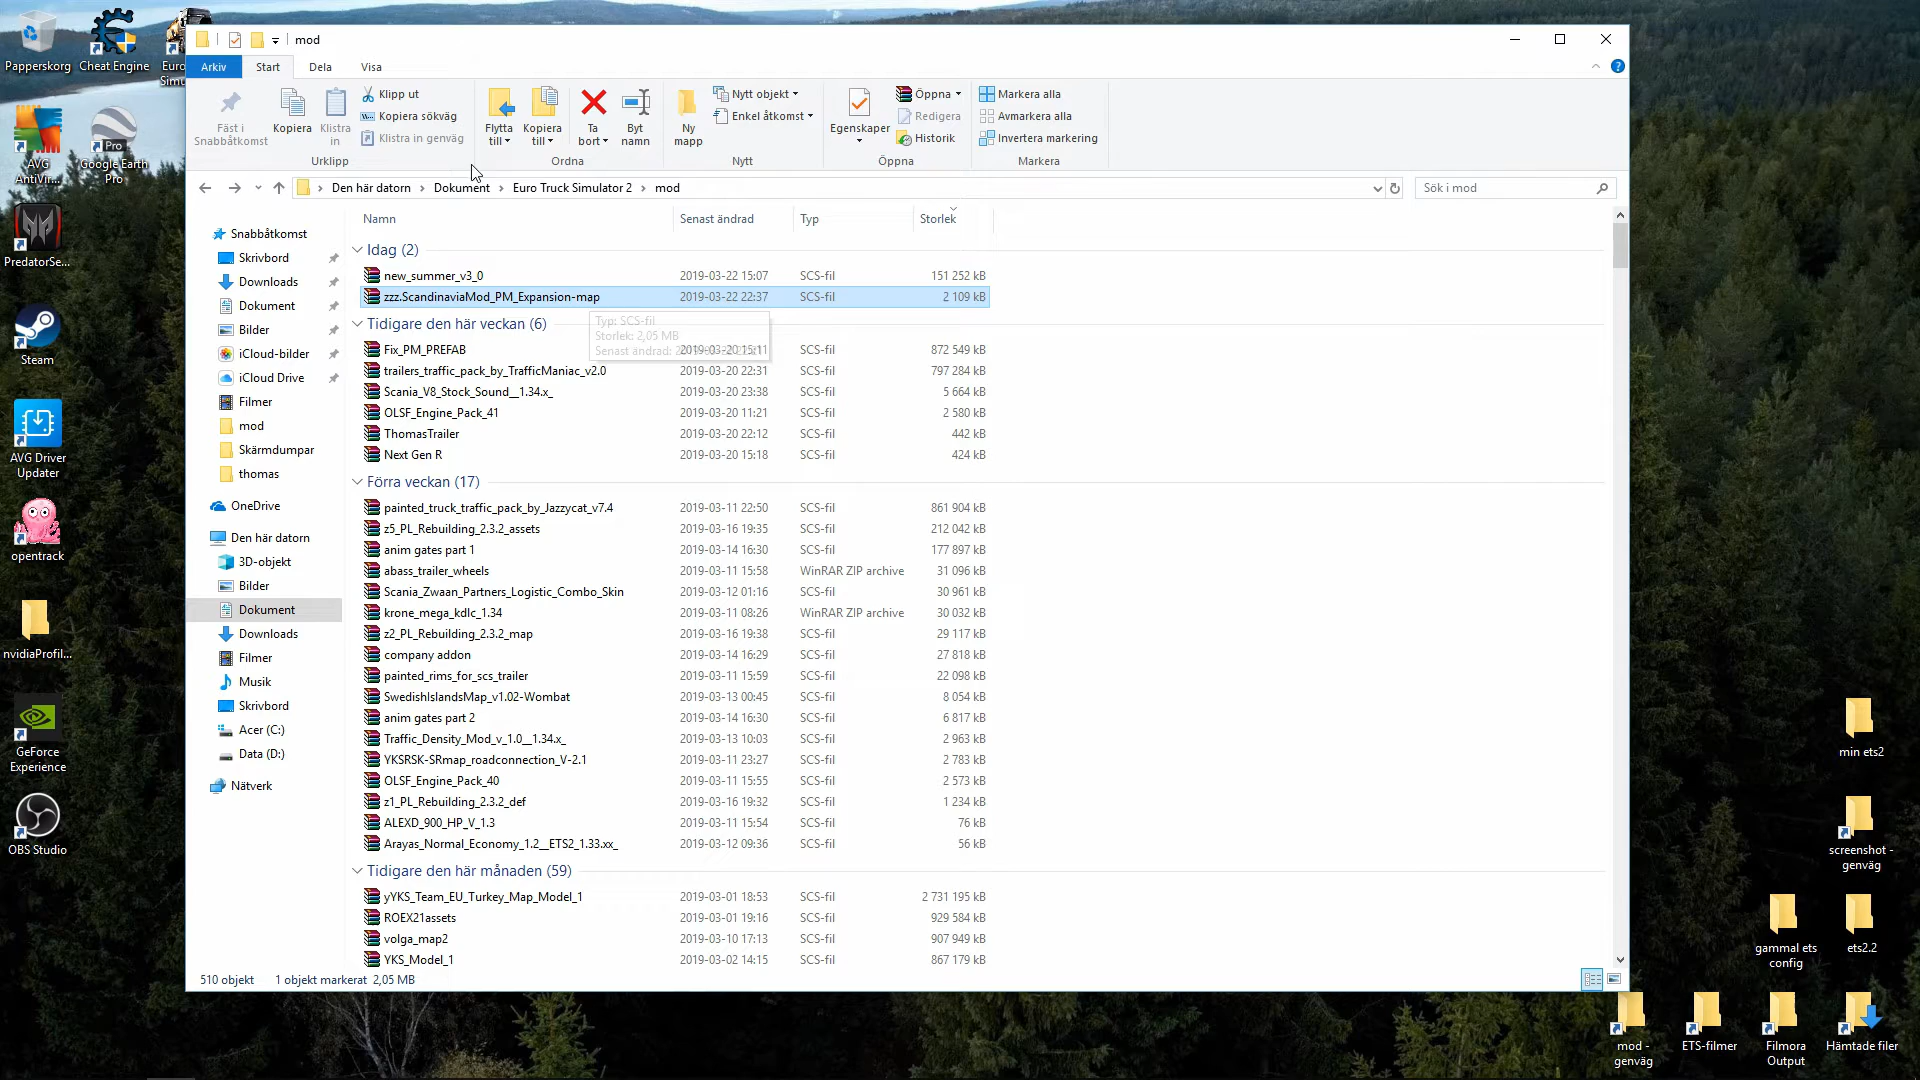 Papperskorg
Cheat Engine
Euro
Simu
AVG
AntiVir...
Pro
Google Earth
Pro
PredatorSe...
Steam
AVG Driver
Updater
opentrack
nvidiaProfil...
GeForce
Experience
OBS Studio
mod
Arkiv
Start
Dela
Visa
Fäst i
Snabbåtkomst
Kopiera
Klistra
in
Klipp ut
Kopiera sökväg
Klistra in genväg
Urklipp
Flytta
till
Kopiera
till
Ta
bort
Byt
namn
Ordna
Ny
mapp
Nytt objekt
Enkel åtkomst
Nytt
Egenskaper
Öppna
Redigera
Historik
Öppna
Markera alla
Avmarkera alla
Invertera markering
Markera
Den här datorn > Dokument > Euro Truck Simulator 2 > mod
Sök i mod
Snabbåtkomst
Skrivbord
Downloads
Dokument
Bilder
iCloud-bilder
iCloud Drive
Filmer
mod
Skärmdumpar
thomas
OneDrive
Den här datorn
3D-objekt
Bilder
Dokument
Downloads
Filmer
Musik
Skrivbord
Acer (C:)
Data (D:)
Nätverk
Namn Senast ändrad Typ Storlek
Idag (2)
new_summer_v3_0 2019-03-22 15:07 SCS-fil 151 252 kB
zzz.ScandinaviaMod_PM_Expansion-map 2019-03-22 22:37 SCS-fil 2 109 kB
Typ: SCS-fil
Storlek: 2,05 MB
Senast ändrad:
Tidigare den här veckan (6)
Fix_PM_PREFAB 2019-03-20 15:11 SCS-fil 872 549 kB
trailers_traffic_pack_by_TrafficManiac_v2.0 2019-03-20 22:31 SCS-fil 797 284 kB
Scania_V8_Stock_Sound__1.34.x_ 2019-03-20 23:38 SCS-fil 5 664 kB
OLSF_Engine_Pack_41 2019-03-20 11:21 SCS-fil 2 580 kB
ThomasTrailer 2019-03-20 22:12 SCS-fil 442 kB
Next Gen R 2019-03-20 15:18 SCS-fil 424 kB
Förra veckan (17)
painted_truck_traffic_pack_by_Jazzycat_v7.4 2019-03-11 22:50 SCS-fil 861 904 kB
z5_PL_Rebuilding_2.3.2_assets 2019-03-16 19:35 SCS-fil 212 042 kB
anim gates part 1 2019-03-14 16:30 SCS-fil 177 897 kB
abass_trailer_wheels 2019-03-11 15:58 WinRAR ZIP archive 31 096 kB
Scania_Zwaan_Partners_Logistic_Combo_Skin 2019-03-12 01:16 SCS-fil 30 961 kB
krone_mega_kdlc_1.34 2019-03-11 08:26 WinRAR ZIP archive 30 032 kB
z2_PL_Rebuilding_2.3.2_map 2019-03-16 19:38 SCS-fil 29 117 kB
company addon 2019-03-14 16:29 SCS-fil 27 818 kB
painted_rims_for_scs_trailer 2019-03-11 15:59 SCS-fil 22 098 kB
SwedishIslandsMap_v1.02-Wombat 2019-03-13 00:45 SCS-fil 8 054 kB
anim gates part 2 2019-03-14 16:30 SCS-fil 6 817 kB
Traffic_Density_Mod_v_1.0__1.34.x_ 2019-03-13 10:03 SCS-fil 2 963 kB
YKSRSK-SRmap_roadconnection_V-2.1 2019-03-11 23:27 SCS-fil 2 783 kB
OLSF_Engine_Pack_40 2019-03-11 15:55 SCS-fil 2 573 kB
z1_PL_Rebuilding_2.3.2_def 2019-03-16 19:32 SCS-fil 1 234 kB
ALEXD_900_HP_V_1.3 2019-03-11 15:54 SCS-fil 76 kB
Arayas_Normal_Economy_1.2__ETS2_1.33.xx_ 2019-03-12 09:36 SCS-fil 56 kB
Tidigare den här månaden (59)
yYKS_Team_EU_Turkey_Map_Model_1 2019-03-01 18:53 SCS-fil 2 731 195 kB
ROEX21assets 2019-03-01 19:16 SCS-fil 929 584 kB
volga_map2 2019-03-10 17:13 SCS-fil 907 949 kB
YKS_Model_1 2019-03-02 14:15 SCS-fil 867 179 kB
510 objekt 1 objekt markerat 2,05 MB
min ets2
screenshot -
genväg
gammal ets
config
ets2.2
mod -
genväg
ETS-filmer
Filmora
Output
Hämtade filer